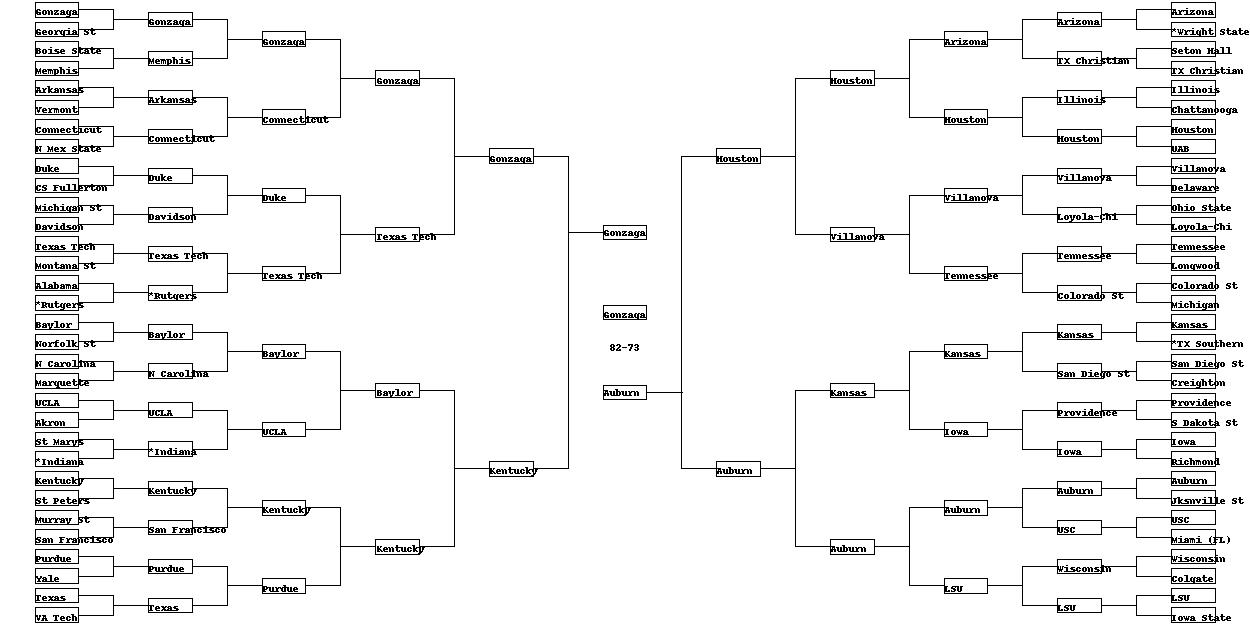 Gonzaga
Georgia St
Boise State
Memphis
Arkansas
Vermont
Connecticut
N Mex State
Duke
CS Fullerton
Michigan St
Davidson
Texas Tech
Montana St
Alabama
*Rutgers
Baylor
Norfolk St
N Carolina
Marquette
UCLA
Akron
St Marys
*Indiana
Kentucky
St Peters
Murray St
San Francisco
Purdue
Yale
Texas
VA Tech
Gonzaga
Memphis
Arkansas
Connecticut
Duke
Davidson
Texas Tech
*Rutgers
Baylor
N Carolina
UCLA
*Indiana
Kentucky
San Francisco
Purdue
Texas
Gonzaga
Connecticut
Duke
Texas Tech
Baylor
UCLA
Kentucky
Purdue
Gonzaga
Texas Tech
Baylor
Kentucky
Gonzaga
Kentucky
Gonzaga
Gonzaga
82-73
Auburn
Houston
Auburn
Houston
Villanova
Kansas
Auburn
Arizona
Houston
Villanova
Tennessee
Kansas
Iowa
Auburn
LSU
Arizona
TX Christian
Illinois
Houston
Villanova
Loyola-Chi
Tennessee
Colorado St
Kansas
San Diego St
Providence
Iowa
Auburn
USC
Wisconsin
LSU
Arizona
*Wright State
Seton Hall
TX Christian
Illinois
Chattanooga
Houston
UAB
Villanova
Delaware
Ohio State
Loyola-Chi
Tennessee
Longwood
Colorado St
Michigan
Kansas
*TX Southern
San Diego St
Creighton
Providence
S Dakota St
Iowa
Richmond
Auburn
Jksnville St
USC
Miami (FL)
Wisconsin
Colgate
LSU
Iowa State